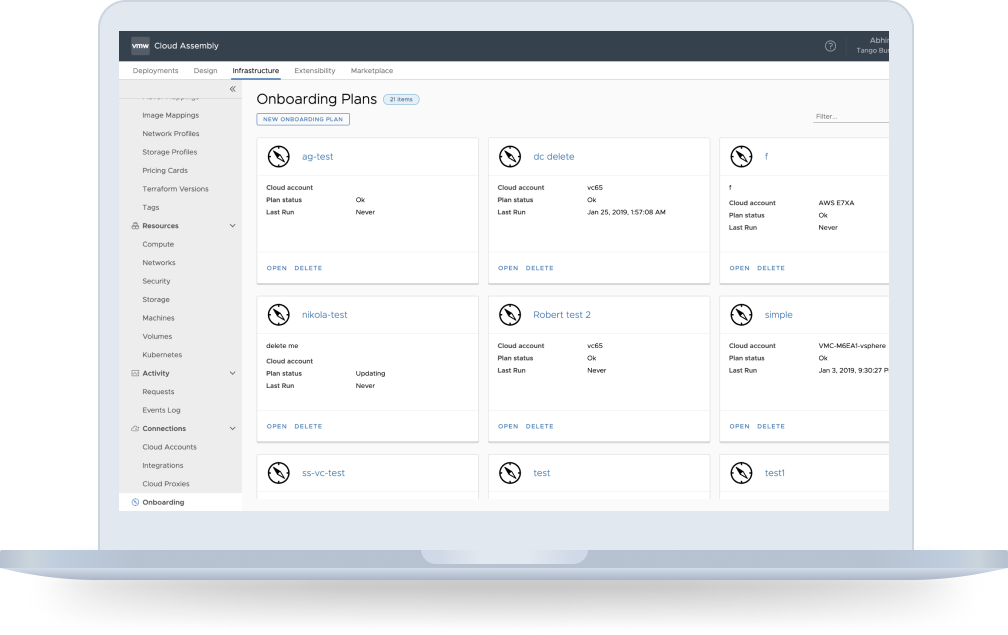 vmw Cloud Assembly
Abhir
Tango Bu
Deployments Design Infrastructure Extensibility Marketplace
Image Mappings
Network Profiles
Storage Profiles
Pricing Cards
Terraform Versions
Tags
Resources
Compute
Networks
Security
Storage
Machines
Volumes
Kubernetes
Activity
Requests
Events Log
Connections
Cloud Accounts
Integrations
Cloud Proxies
Onboarding
Onboarding Plans 21 items
NEW ONBOARDING PLAN
Filter...
ag-test
Cloud account
Plan status Ok
Last Run Never
OPEN DELETE
dc delete
Cloud account vc65
Plan status Ok
Last Run Jan 25, 2019, 1:57:08 AM
OPEN DELETE
f
f
Cloud account AWS E7XA
Plan status Ok
Last Run Never
OPEN DELETE
nikola-test
delete me
Cloud account
Plan status Updating
Last Run Never
OPEN DELETE
Robert test 2
Cloud account vc65
Plan status Ok
Last Run Never
OPEN DELETE
simple
Cloud account VMC-M6EA1-vsphere
Plan status Ok
Last Run Jan 3, 2019, 9:30:27 P
OPEN DELETE
ss-vc-test
test
test1